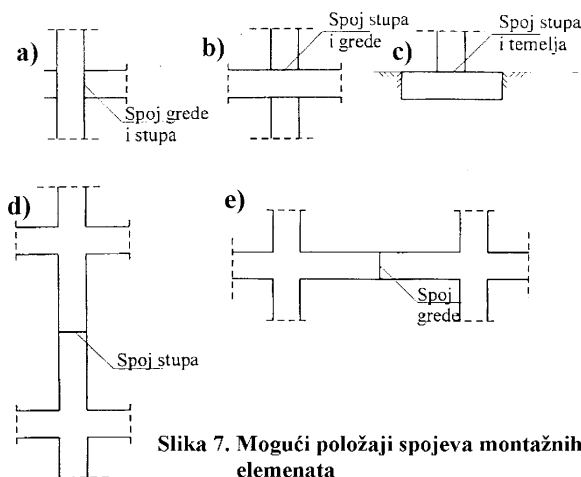 a)
Spoj grede
i stupa
b)
Spoj stupa
i grede
c)
Spoj stupa
i temelja
d)
Spoj stupa
e)
Spoj
grede
Slika 7. Mogući položaji spojeva montažnih
elemenata